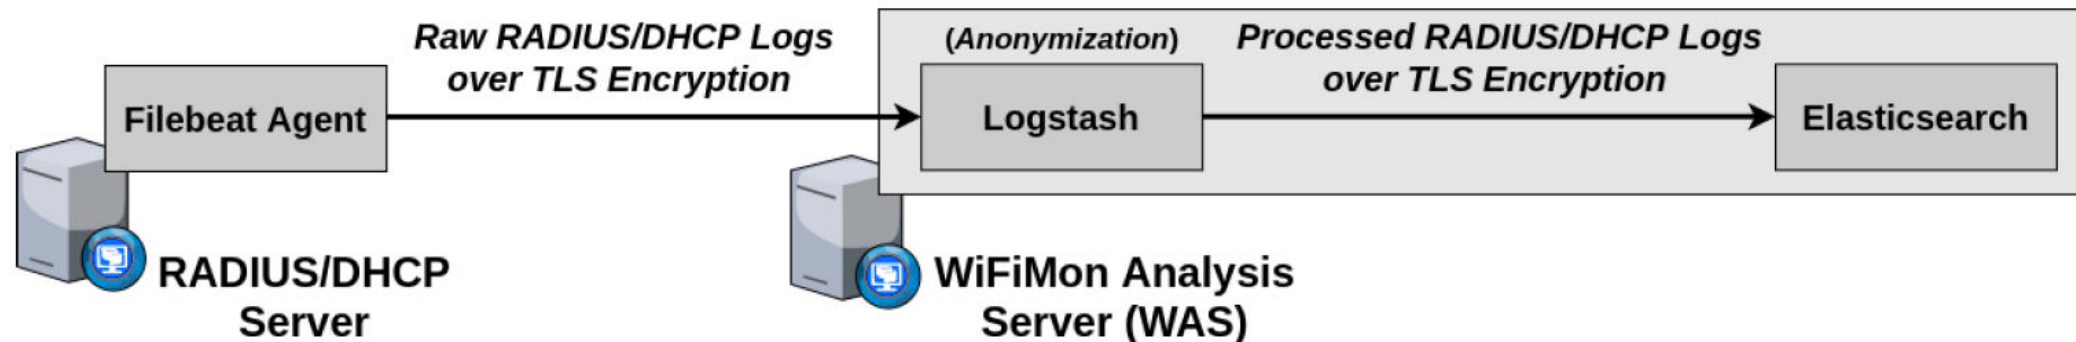 Raw RADIUS/DHCP Logs
over TLS Encryption
(Anonymization)
Processed RADIUS/DHCP Logs
over TLS Encryption
Filebeat Agent
Logstash
Elasticsearch
RADIUS/DHCP
Server
WiFiMon Analysis
Server (WAS)